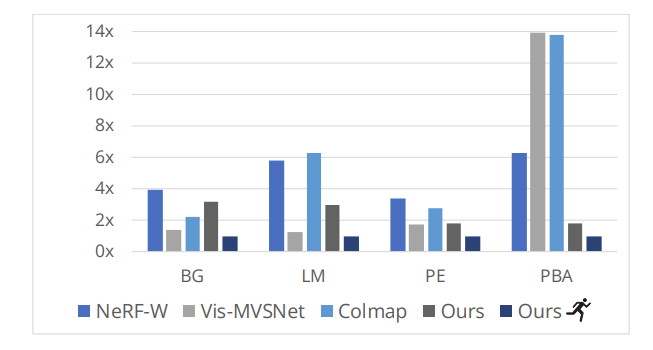 14x
12x
10x
8x
6x
4x
2x
0x
BG LM PE PBA
NeRF-W Vis-MVSNet Colmap Ours Ours